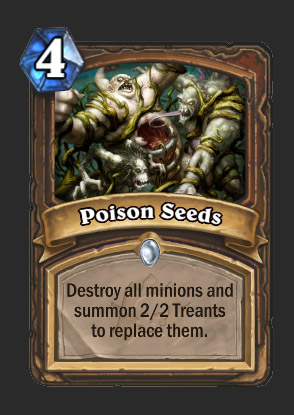 4
Poison Seeds
Destroy all minions and
summon 2/2 Treants
to replace them.